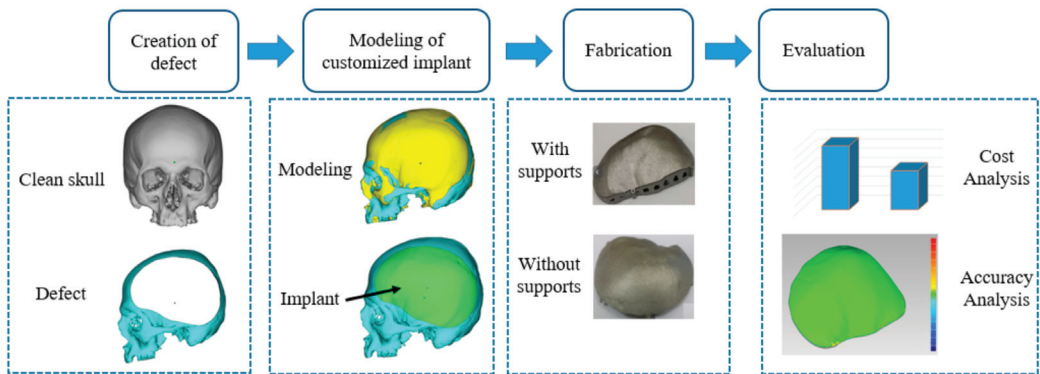 Creation of
defect
Modeling of
customized implant
Fabrication
Evaluation
Clean skull
Defect
Modeling
Implant
With
supports
Without
supports
Cost
Analysis
Accuracy
Analysis